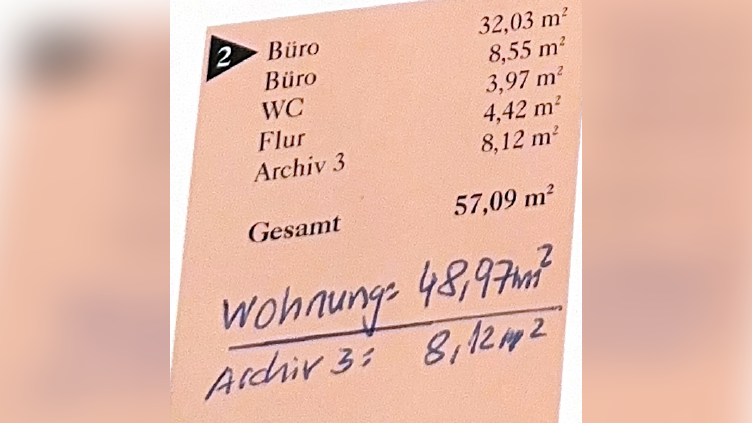 2 Büro 32,03 m²
Büro 8,55 m²
WC 3,97 m²
Flur 4,42 m²
Archiv 3 8,12 m²
Gesamt 57,09 m²
Wohnung= 48,97m²
Archiv 3= 8,12m²